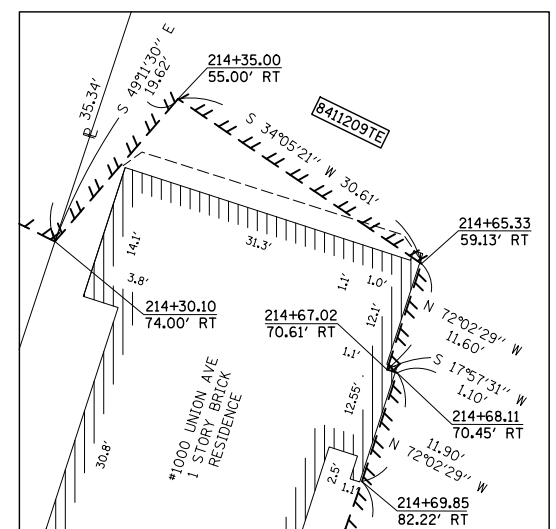 214+35.00
55.00' RT
P 35.34'
S 49°11'30" E
19.62'
8411209TE
S 34°05'21" W 30.61'
214+65.33
59.13' RT
14.1'
31.3'
3.8'
1.1'
1.0'
214+30.10
74.00' RT
214+67.02
70.61' RT
12.1'
N 72°02'29" W
11.60'
S 17°57'31" W
1.10'
1.1'
214+68.11
70.45' RT
12.55'
#1000 UNION AVE
1 STORY BRICK
RESIDENCE
11.90'
N 72°02'29" W
30.8'
2.5'
1.1'
214+69.85
82.22' RT